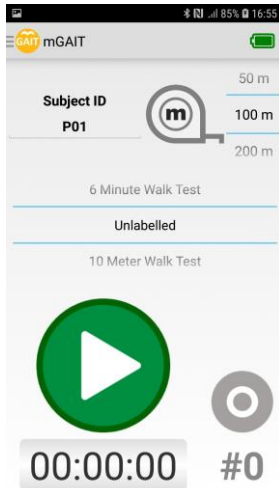 85% 16:55
GAIT mGAIT
50 m
Subject ID
100 m
m
P01
200 m
6 Minute Walk Test
Unlabelled
10 Meter Walk Test
00:00:00 #0